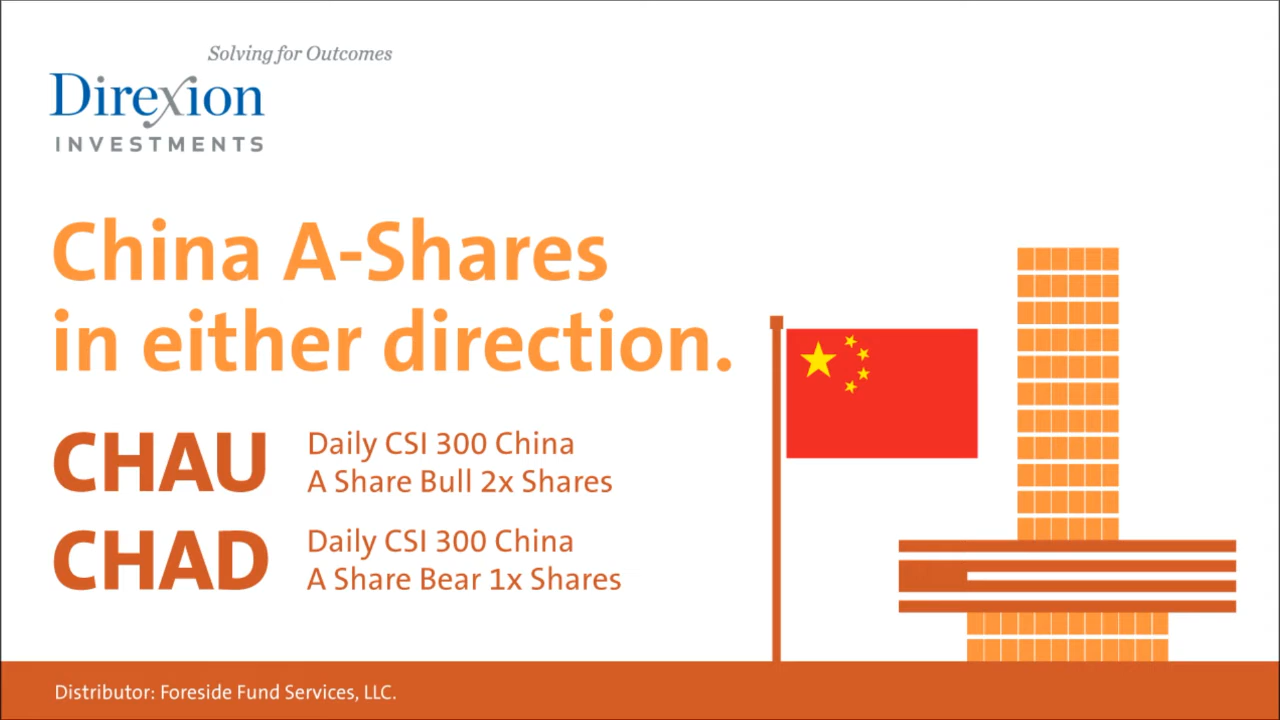 Solving for Outcomes
Direxion
INVESTMENTS
China A-Shares
in either direction.
CHAU
Daily CSI 300 China
A Share Bull 2x Shares
CHAD
Daily CSI 300 China
A Share Bear 1x Shares
Distributor: Foreside Fund Services, LLC.